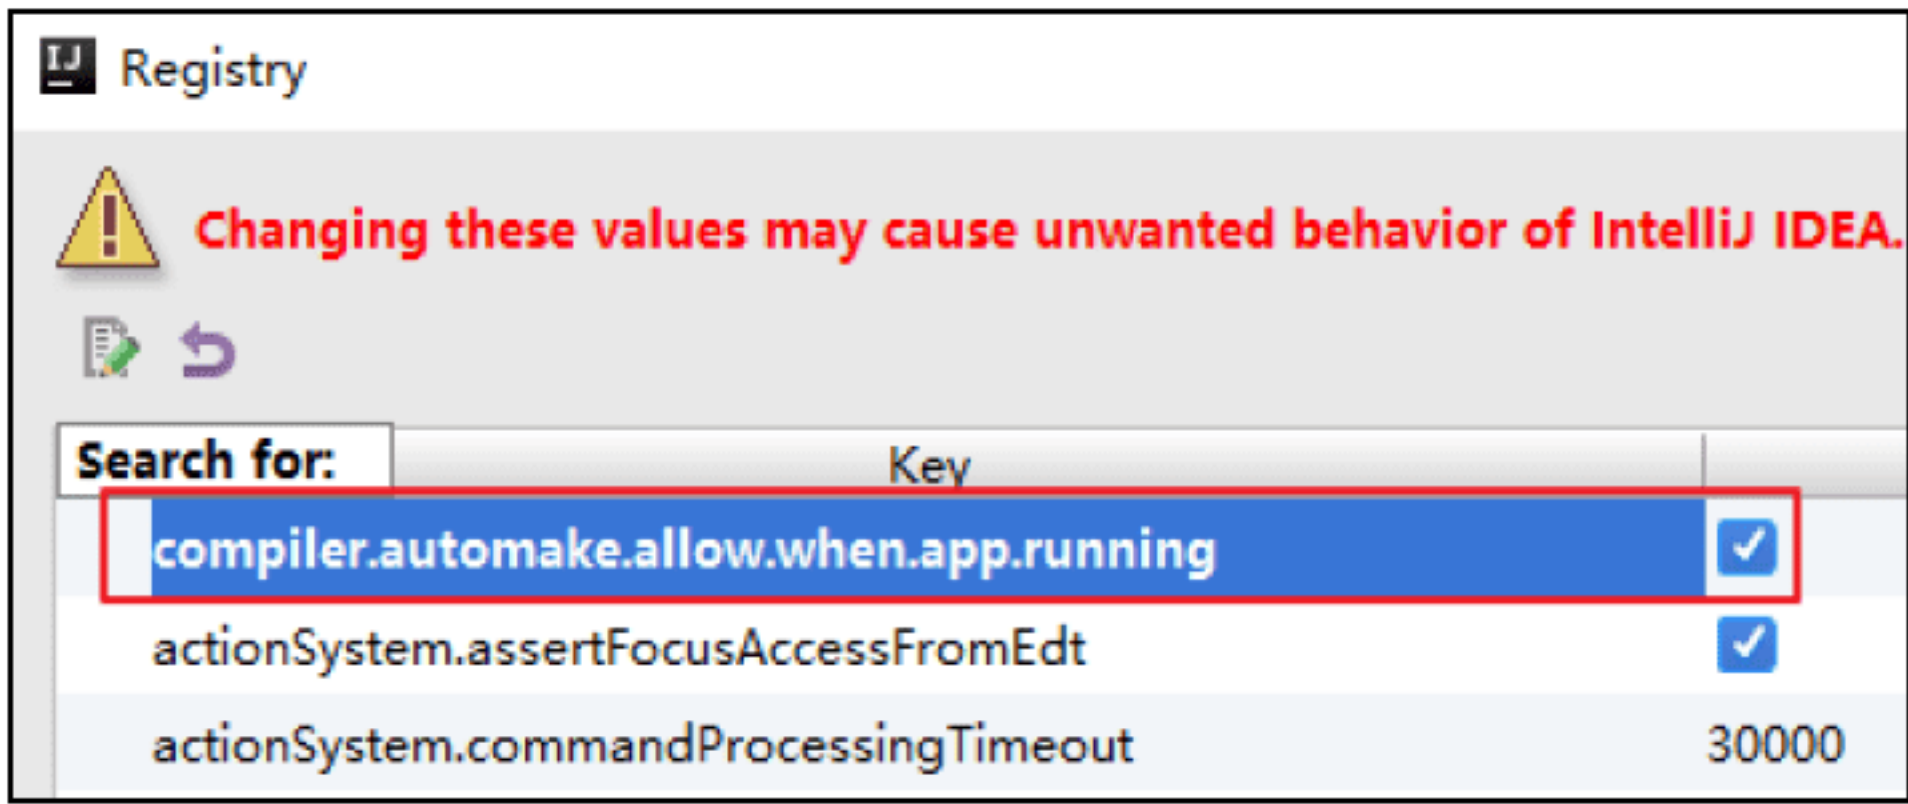 IJ
Registry
Changing these values may cause unwanted behavior of IntelliJ IDEA.
Search for:
Key
compiler.automake.allow.when.app.running
actionSystem.assertFocusAccessFromEdt
actionSystem.commandProcessingTimeout 30000